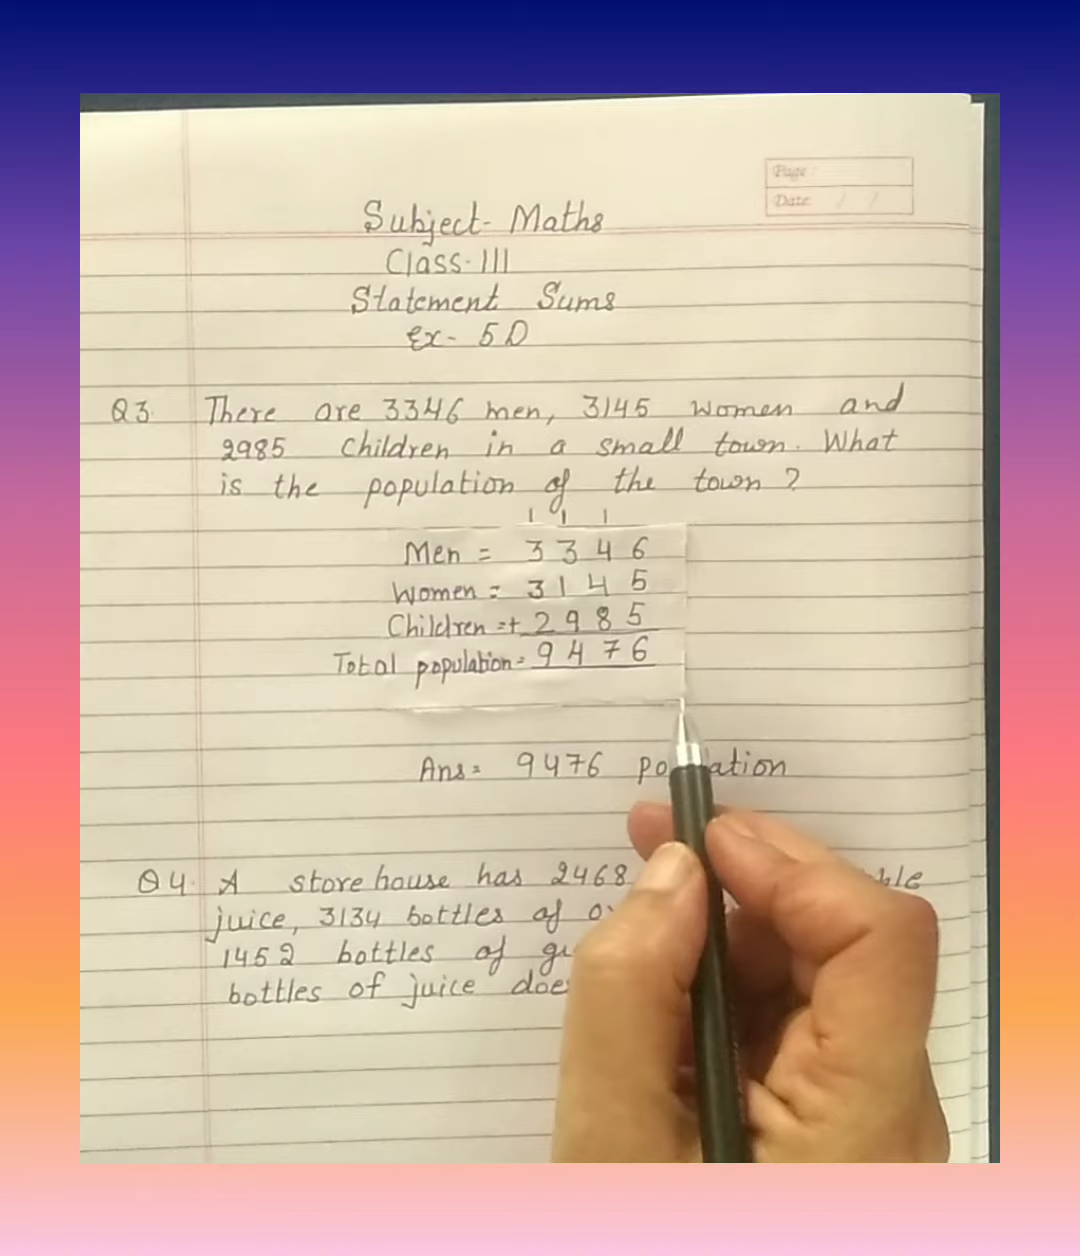 Page:
Date: / /
Subject- Maths
Class-III
Statement Sums
Ex- 5D
Q3. There are 3346 men, 3145 women and
2985 children in a small town. What
is the population of the town?
1 1 1
Men = 3346
Women = 3145
Children =+ 2985
Total population = 9476
Ans = 9476
Q4. A store house has 2468
juice, 3134 bottles of
1452 bottles of
bottles of juice